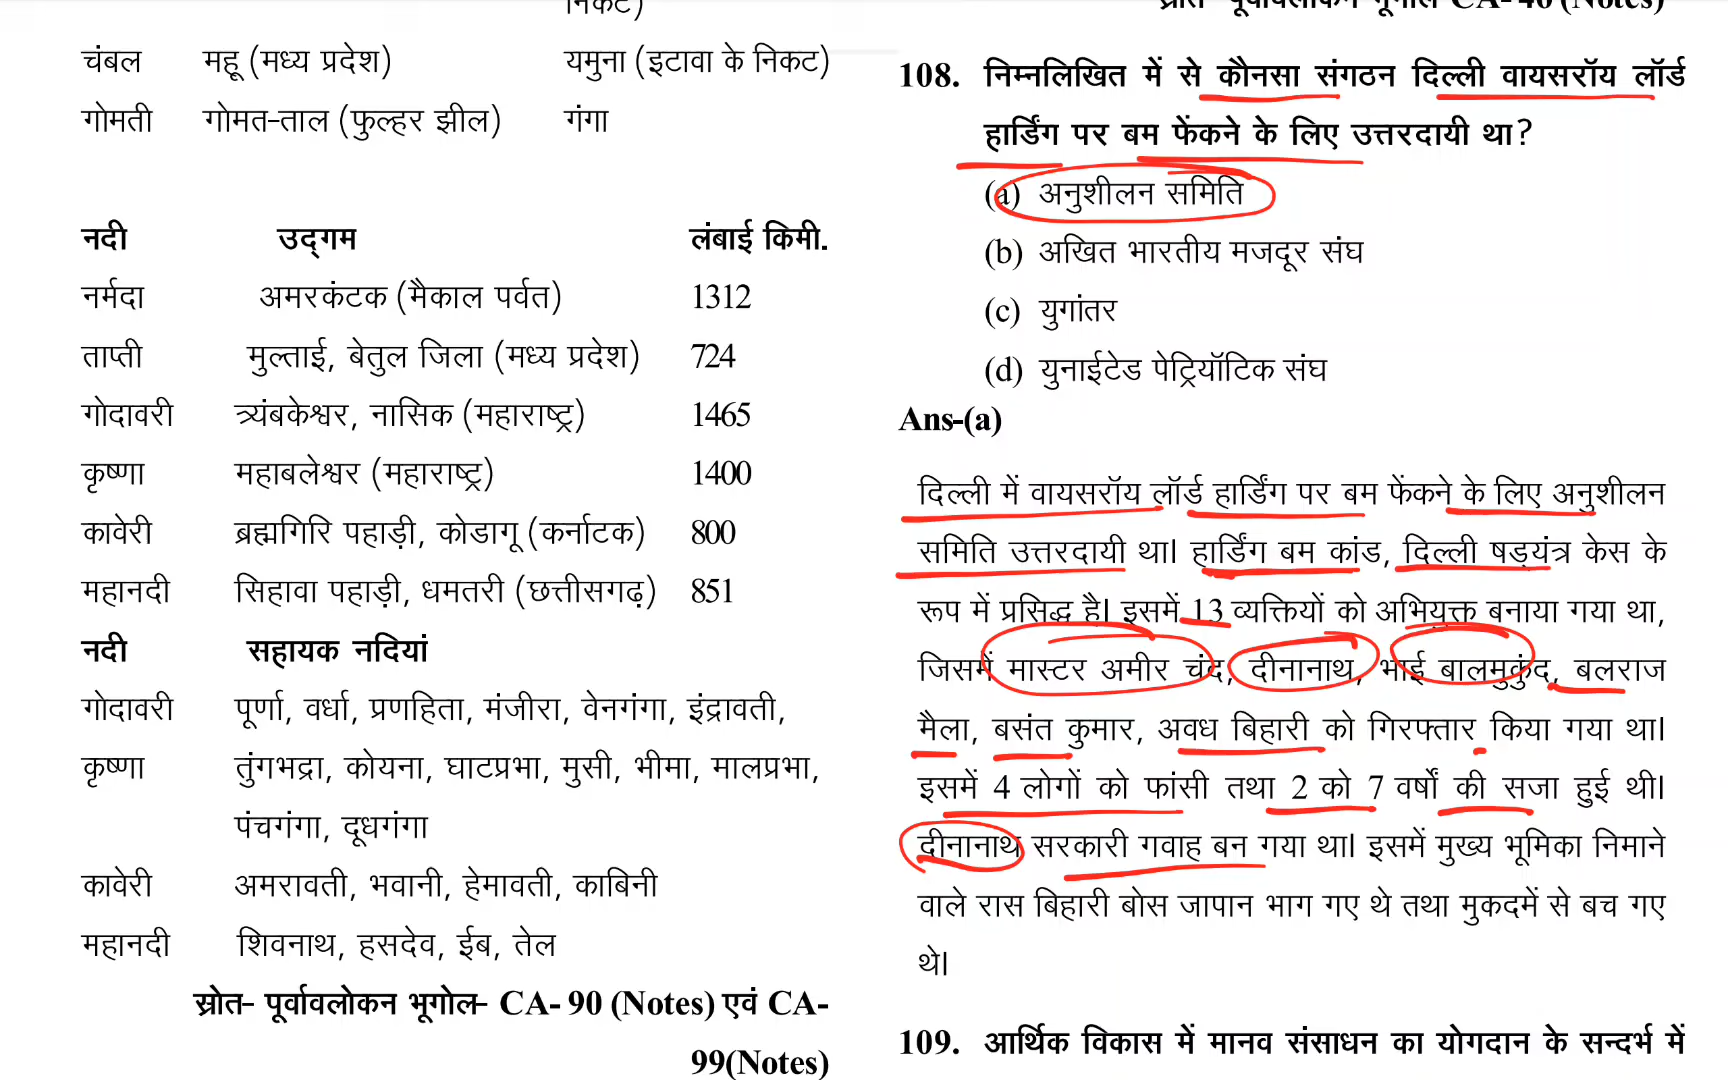 चंबल महू (मध्य प्रदेश) यमुना (इटावा के निकट)
गोमती गोमत-ताल (फुल्हर झील) गंगा
नदी उद्गम लंबाई किमी.
नर्मदा अमरकंटक (मैकाल पर्वत) 1312
ताप्ती मुल्ताई, बेतुल जिला (मध्य प्रदेश) 724
गोदावरी त्र्यंबकेश्वर, नासिक (महाराष्ट्र) 1465
कृष्णा महाबलेश्वर (महाराष्ट्र) 1400
कावेरी ब्रह्मगिरि पहाड़ी, कोडागू (कर्नाटक) 800
महानदी सिहावा पहाड़ी, धमतरी (छत्तीसगढ़) 851
नदी सहायक नदियां
गोदावरी पूर्णा, वर्धा, प्रणहिता, मंजीरा, वेनगंगा, इंद्रावती,
कृष्णा तुंगभद्रा, कोयना, घाटप्रभा, मुसी, भीमा, मालप्रभा,
पंचगंगा, दूधगंगा
कावेरी अमरावती, भवानी, हेमावती, काबिनी
महानदी शिवनाथ, हसदेव, ईब, तेल
स्रोत- पूर्वावलोकन भूगोल- CA- 90 (Notes) एवं CA-
99(Notes)
स्रोत- पूर्वावलोकन भूगोल CA- 40 (Notes)
108. निम्नलिखित में से कौनसा संगठन दिल्ली वायसरॉय लॉर्ड
हार्डिंग पर बम फेंकने के लिए उत्तरदायी था?
(a) अनुशीलन समिति
(b) अखित भारतीय मजदूर संघ
(c) युगांतर
(d) युनाईटेड पेट्रियॉटिक संघ
Ans-(a)
दिल्ली में वायसरॉय लॉर्ड हार्डिंग पर बम फेंकने के लिए अनुशीलन
समिति उत्तरदायी था। हार्डिंग बम कांड, दिल्ली षड्यंत्र केस के
रूप में प्रसिद्ध है। इसमें 13 व्यक्तियों को अभियुक्त बनाया गया था,
जिसमें मास्टर अमीर चंद, दीनानाथ, भाई बालमुकुंद, बलराज
मैला, बसंत कुमार, अवध बिहारी को गिरफ्तार किया गया था।
इसमें 4 लोगों को फांसी तथा 2 को 7 वर्षों की सजा हुई थी।
दीनानाथ सरकारी गवाह बन गया था। इसमें मुख्य भूमिका निमाने
वाले रास बिहारी बोस जापान भाग गए थे तथा मुकदमें से बच गए
थे।
109. आर्थिक विकास में मानव संसाधन का योगदान के सन्दर्भ में